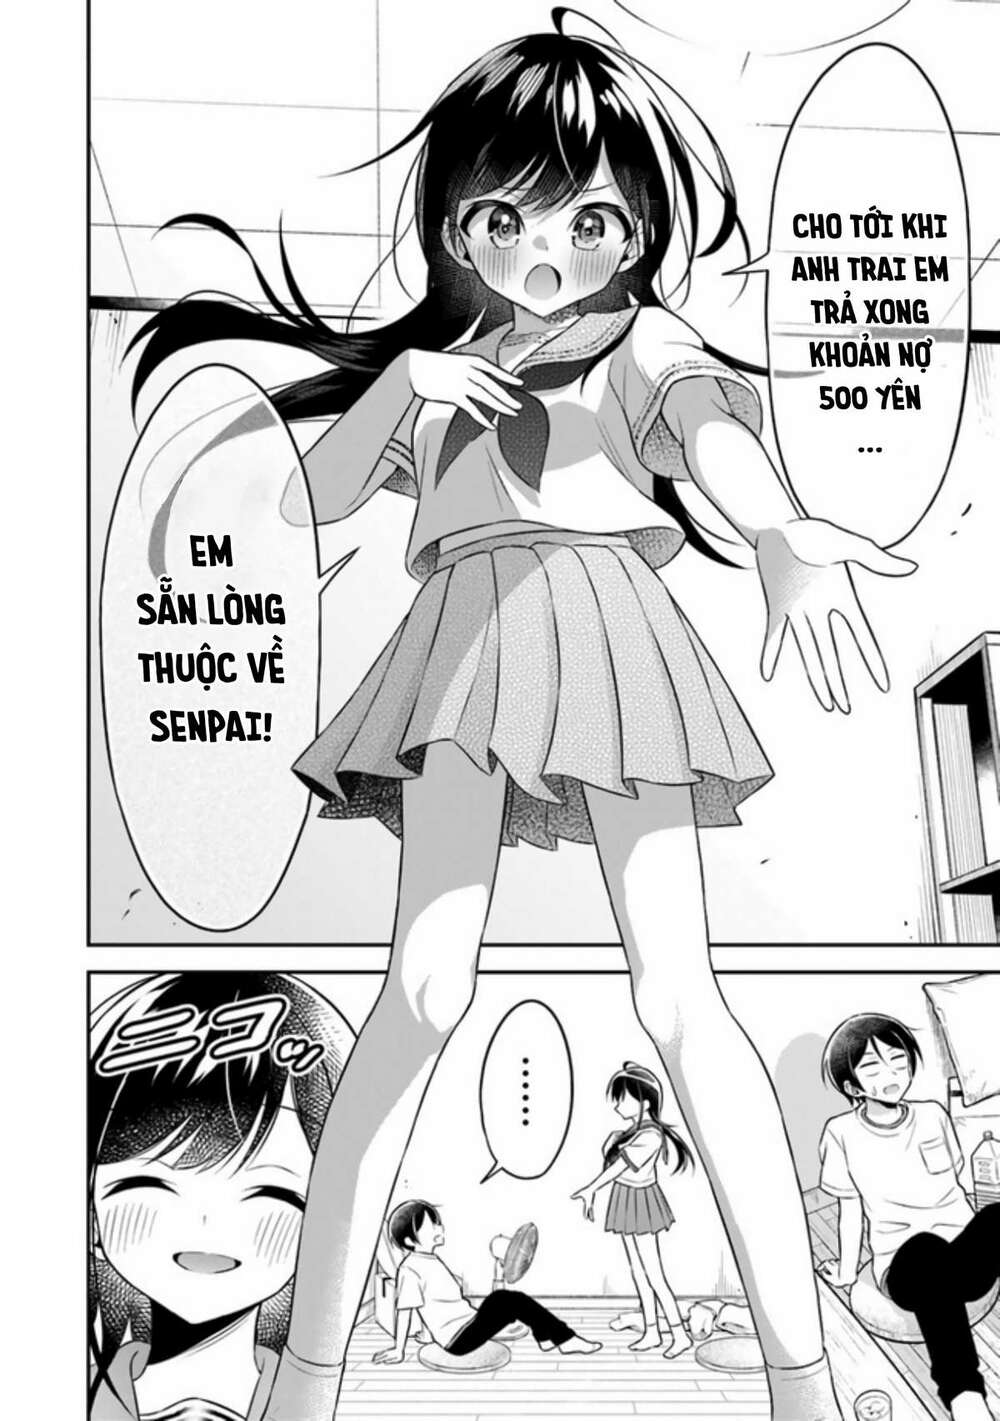 CHO TỚI KHI
ANH TRAI EM
TRẢ XONG
KHOẢN NỢ
500 YÊN
...
EM
SẴN LÒNG
THUỘC VỀ
SENPAI!
......
ニコッ